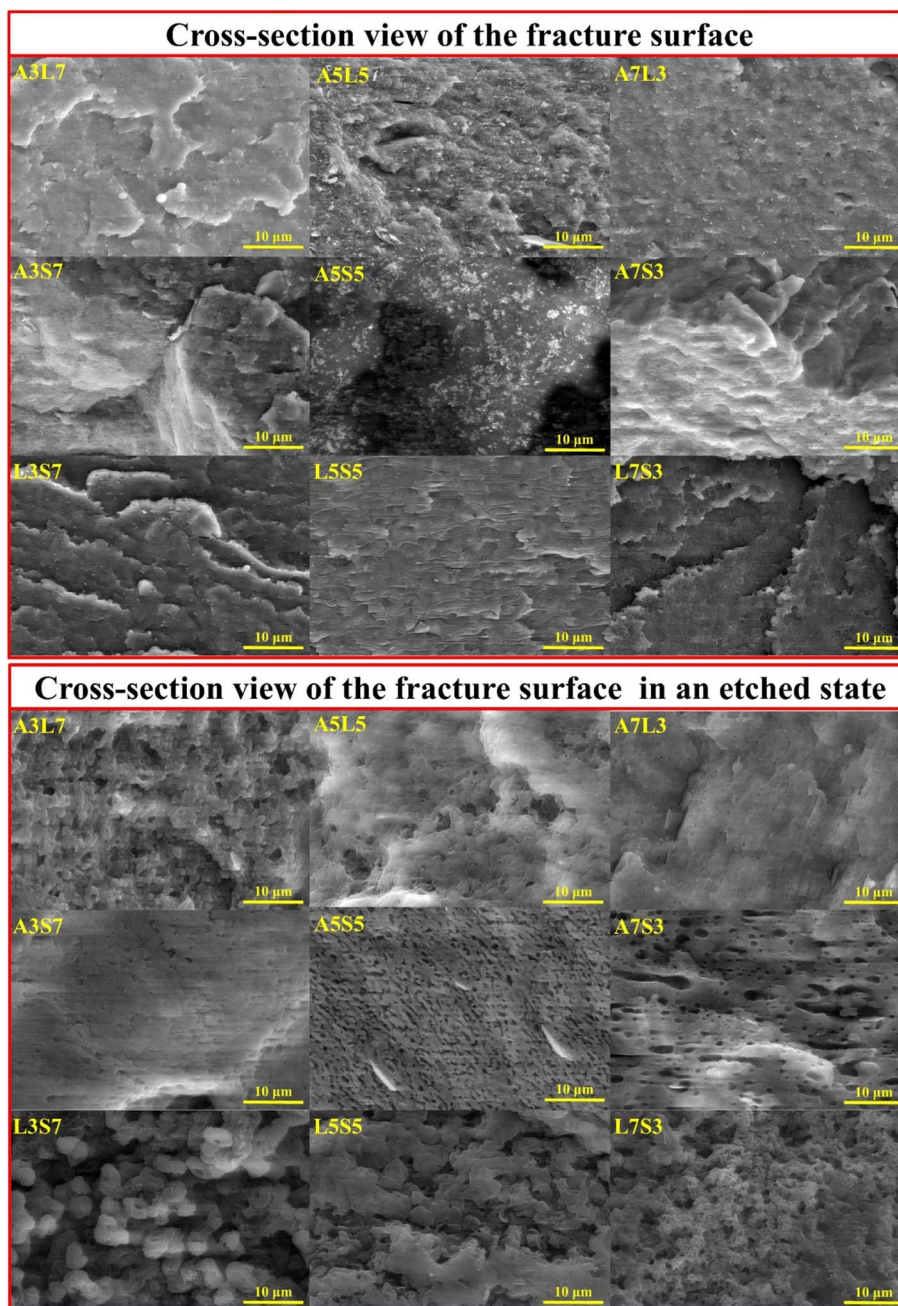 Cross-section view of the fracture surface
A3L7 A5L5 A7L3
10 µm 10 µm 10 µm
A3S7 A5S5 A7S3
10 µm 10 µm 10 µm
L3S7 L5S5 L7S3
10 µm 10 µm 10 µm
Cross-section view of the fracture surface in an etched state
A3L7 A5L5 A7L3
10 µm 10 µm 10 µm
A3S7 A5S5 A7S3
10 µm 10 µm 10 µm
L3S7 L5S5 L7S3
10 µm 10 µm 10 µm